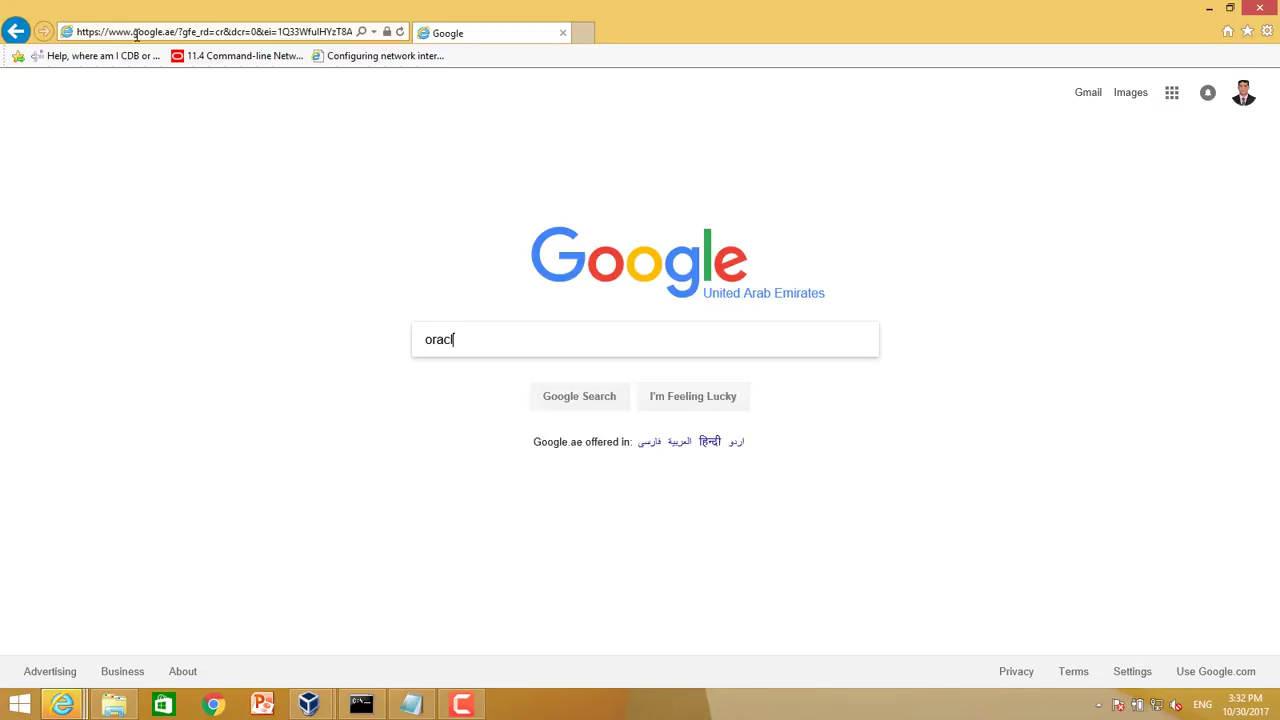 https://www.google.ae/?gfe_rd=cr&dcr=0&ei=1Q33WfulHYzT8A
Google
Help, where am I CDB or ...
11.4 Command-line Netw...
Configuring network inter...
Gmail
Images
Google
United Arab Emirates
oracl
Google Search
I'm Feeling Lucky
Google.ae offered in: فارسی العربية हिन्दी اردو
Advertising
Business
About
Privacy
Terms
Settings
Use Google.com
ENG
3:32 PM
10/30/2017